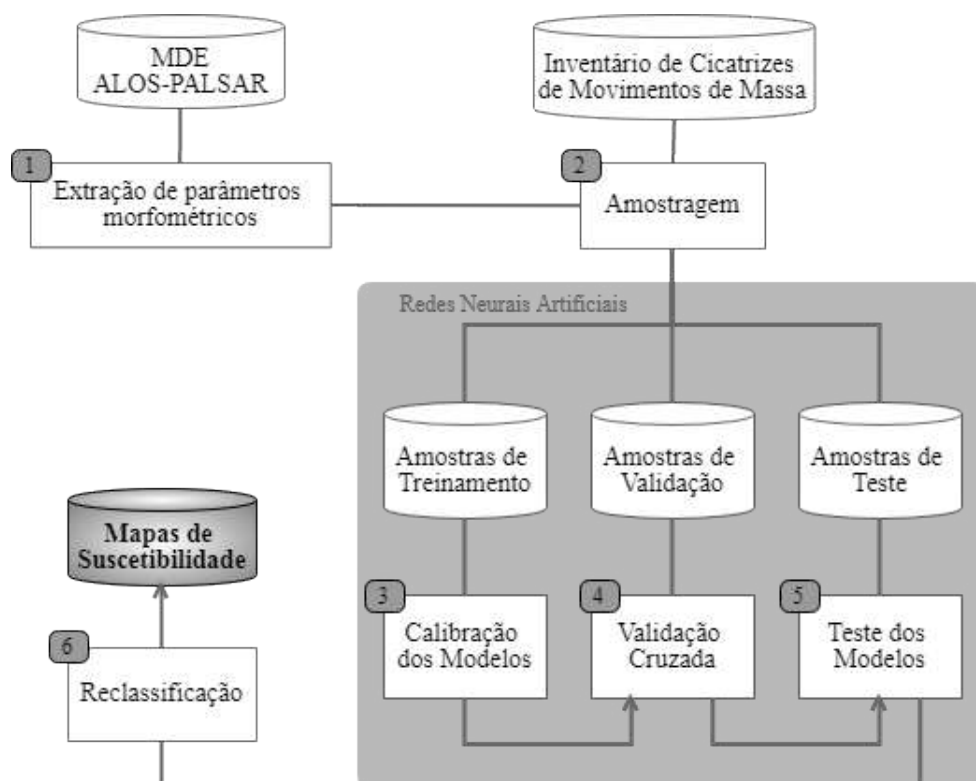 MDE
ALOS-PALSAR
Inventário de Cicatrizes
de Movimentos de Massa
1
Extração de parâmetros
morfométricos
2
Amostragem
Redes Neurais Artificiais
Amostras de
Treinamento
Amostras de
Validação
Amostras de
Teste
Mapas de
Suscetibilidade
3
Calibração
dos Modelos
4
Validação
Cruzada
5
Teste dos
Modelos
6
Reclassificação